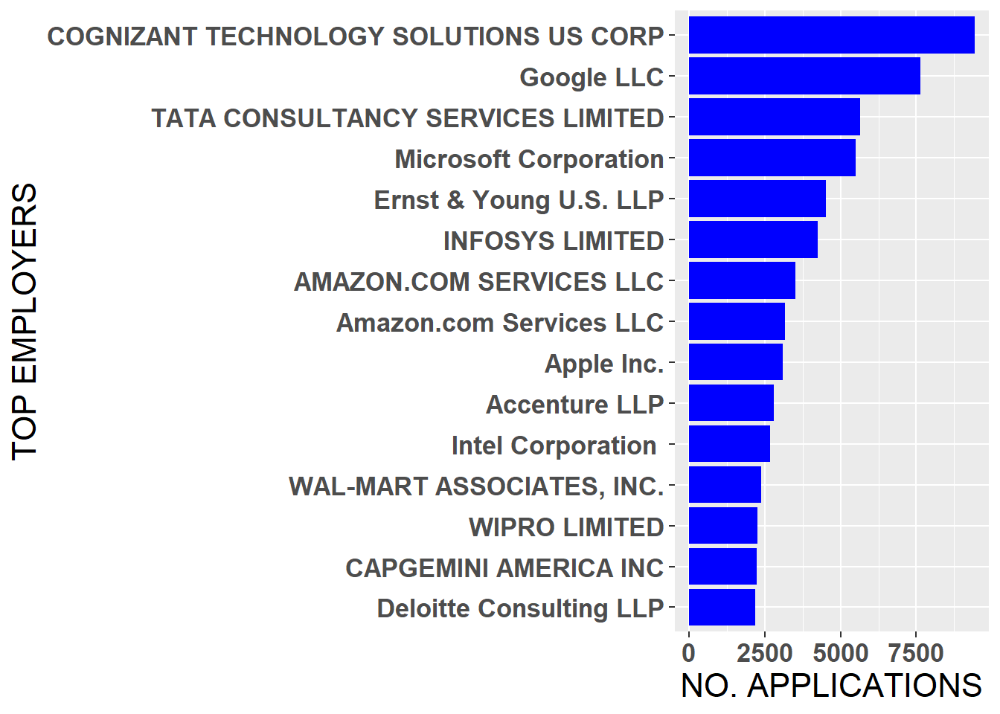 COGNIZANT TECHNOLOGY SOLUTIONS US CORP
Google LLC
TATA CONSULTANCY SERVICES LIMITED
Microsoft Corporation
Ernst & Young U.S. LLP
INFOSYS LIMITED
AMAZON.COM SERVICES LLC
Amazon.com Services LLC
Apple Inc.
Accenture LLP
Intel Corporation
WAL-MART ASSOCIATES, INC.
WIPRO LIMITED
CAPGEMINI AMERICA INC
Deloitte Consulting LLP
TOP EMPLOYERS
0 2500 5000 7500
NO. APPLICATIONS